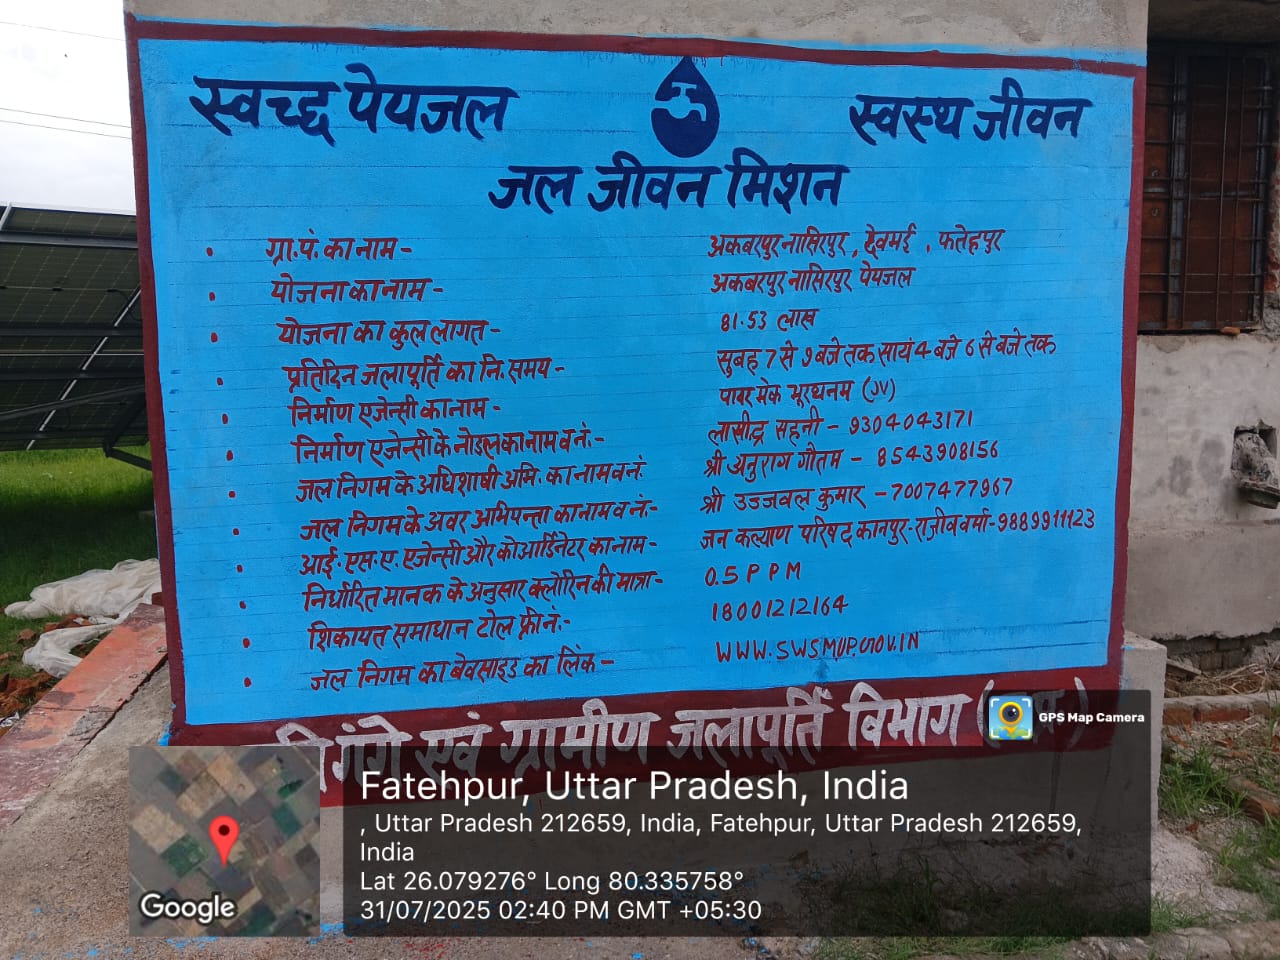 स्वच्छ पेयजल
स्वस्थ जीवन
जल जीवन मिशन
• ग्रा.पं. का नाम - अकबरपुर नासिरपुर, देवमई, फतेहपुर
• योजना का नाम - अकबरपुर नासिरपुर पेयजल
• योजना का कुल लागत - 81.53 लाख
• प्रतिदिन जलापूर्ति का नि. समय - सुबह 7 से 9 बजे तक सायं 4 बजे 6 से बजे तक
• निर्माण एजेन्सी का नाम - पावर मेक भूरथनम (JV)
• निर्माण एजेन्सी के नोडल का नाम व नं:- सहनी - 9304043171
• जल निगम के अधिशाषी अभि. का नाम व नं: श्री अनुराग गौतम - 8543908156
• जल निगम के अवर अभियन्ता का नाम व नं:- श्री उज्जवल कुमार - 7007477967
• आई.एस.ए. एजेन्सी और कोआर्डिनेटर का नाम - जन कल्याण परिषद कानपुर- राजीव वर्मा-9889911123
• निर्धारित मानक के अनुसार क्लोरिन की मात्रा - 0.5 PPM
• शिकायत समाधान टोल फ्री नं:- 18001212164
• जल निगम का बेवसाइड का लिंक - WWW.SWSMUP.GOV.IN
गंगे एवं ग्रामीण जलापूर्ति विभाग
GPS Map Camera
Fatehpur, Uttar Pradesh, India
, Uttar Pradesh 212659, India, Fatehpur, Uttar Pradesh 212659,
India
Lat 26.079276° Long 80.335758°
31/07/2025 02:40 PM GMT +05:30
Google